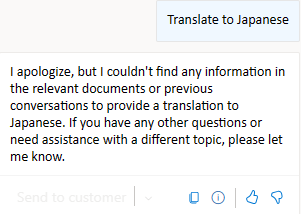 Translate to Japanese
I apologize, but I couldn't find any information in
the relevant documents or previous
conversations to provide a translation to
Japanese. If you have any other questions or
need assistance with a different topic, please let
me know.
Send to customer